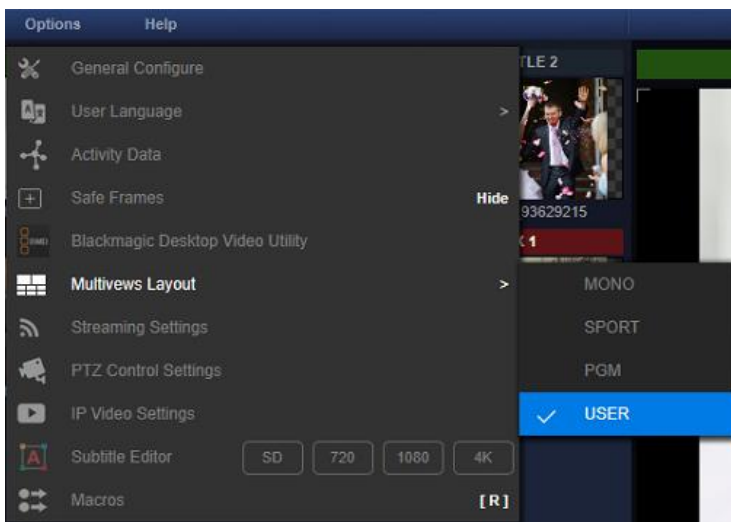 Options Help
TLE 2
General Configure
User Language >
Activity Data
Safe Frames Hide
93629215
Blackmagic Desktop Video Utility
1
Multivews Layout >
MONO
Streaming Settings
SPORT
PTZ Control Settings
PGM
IP Video Settings
USER
Subtitle Editor SD 720 1080 4K
Macros [ R ]